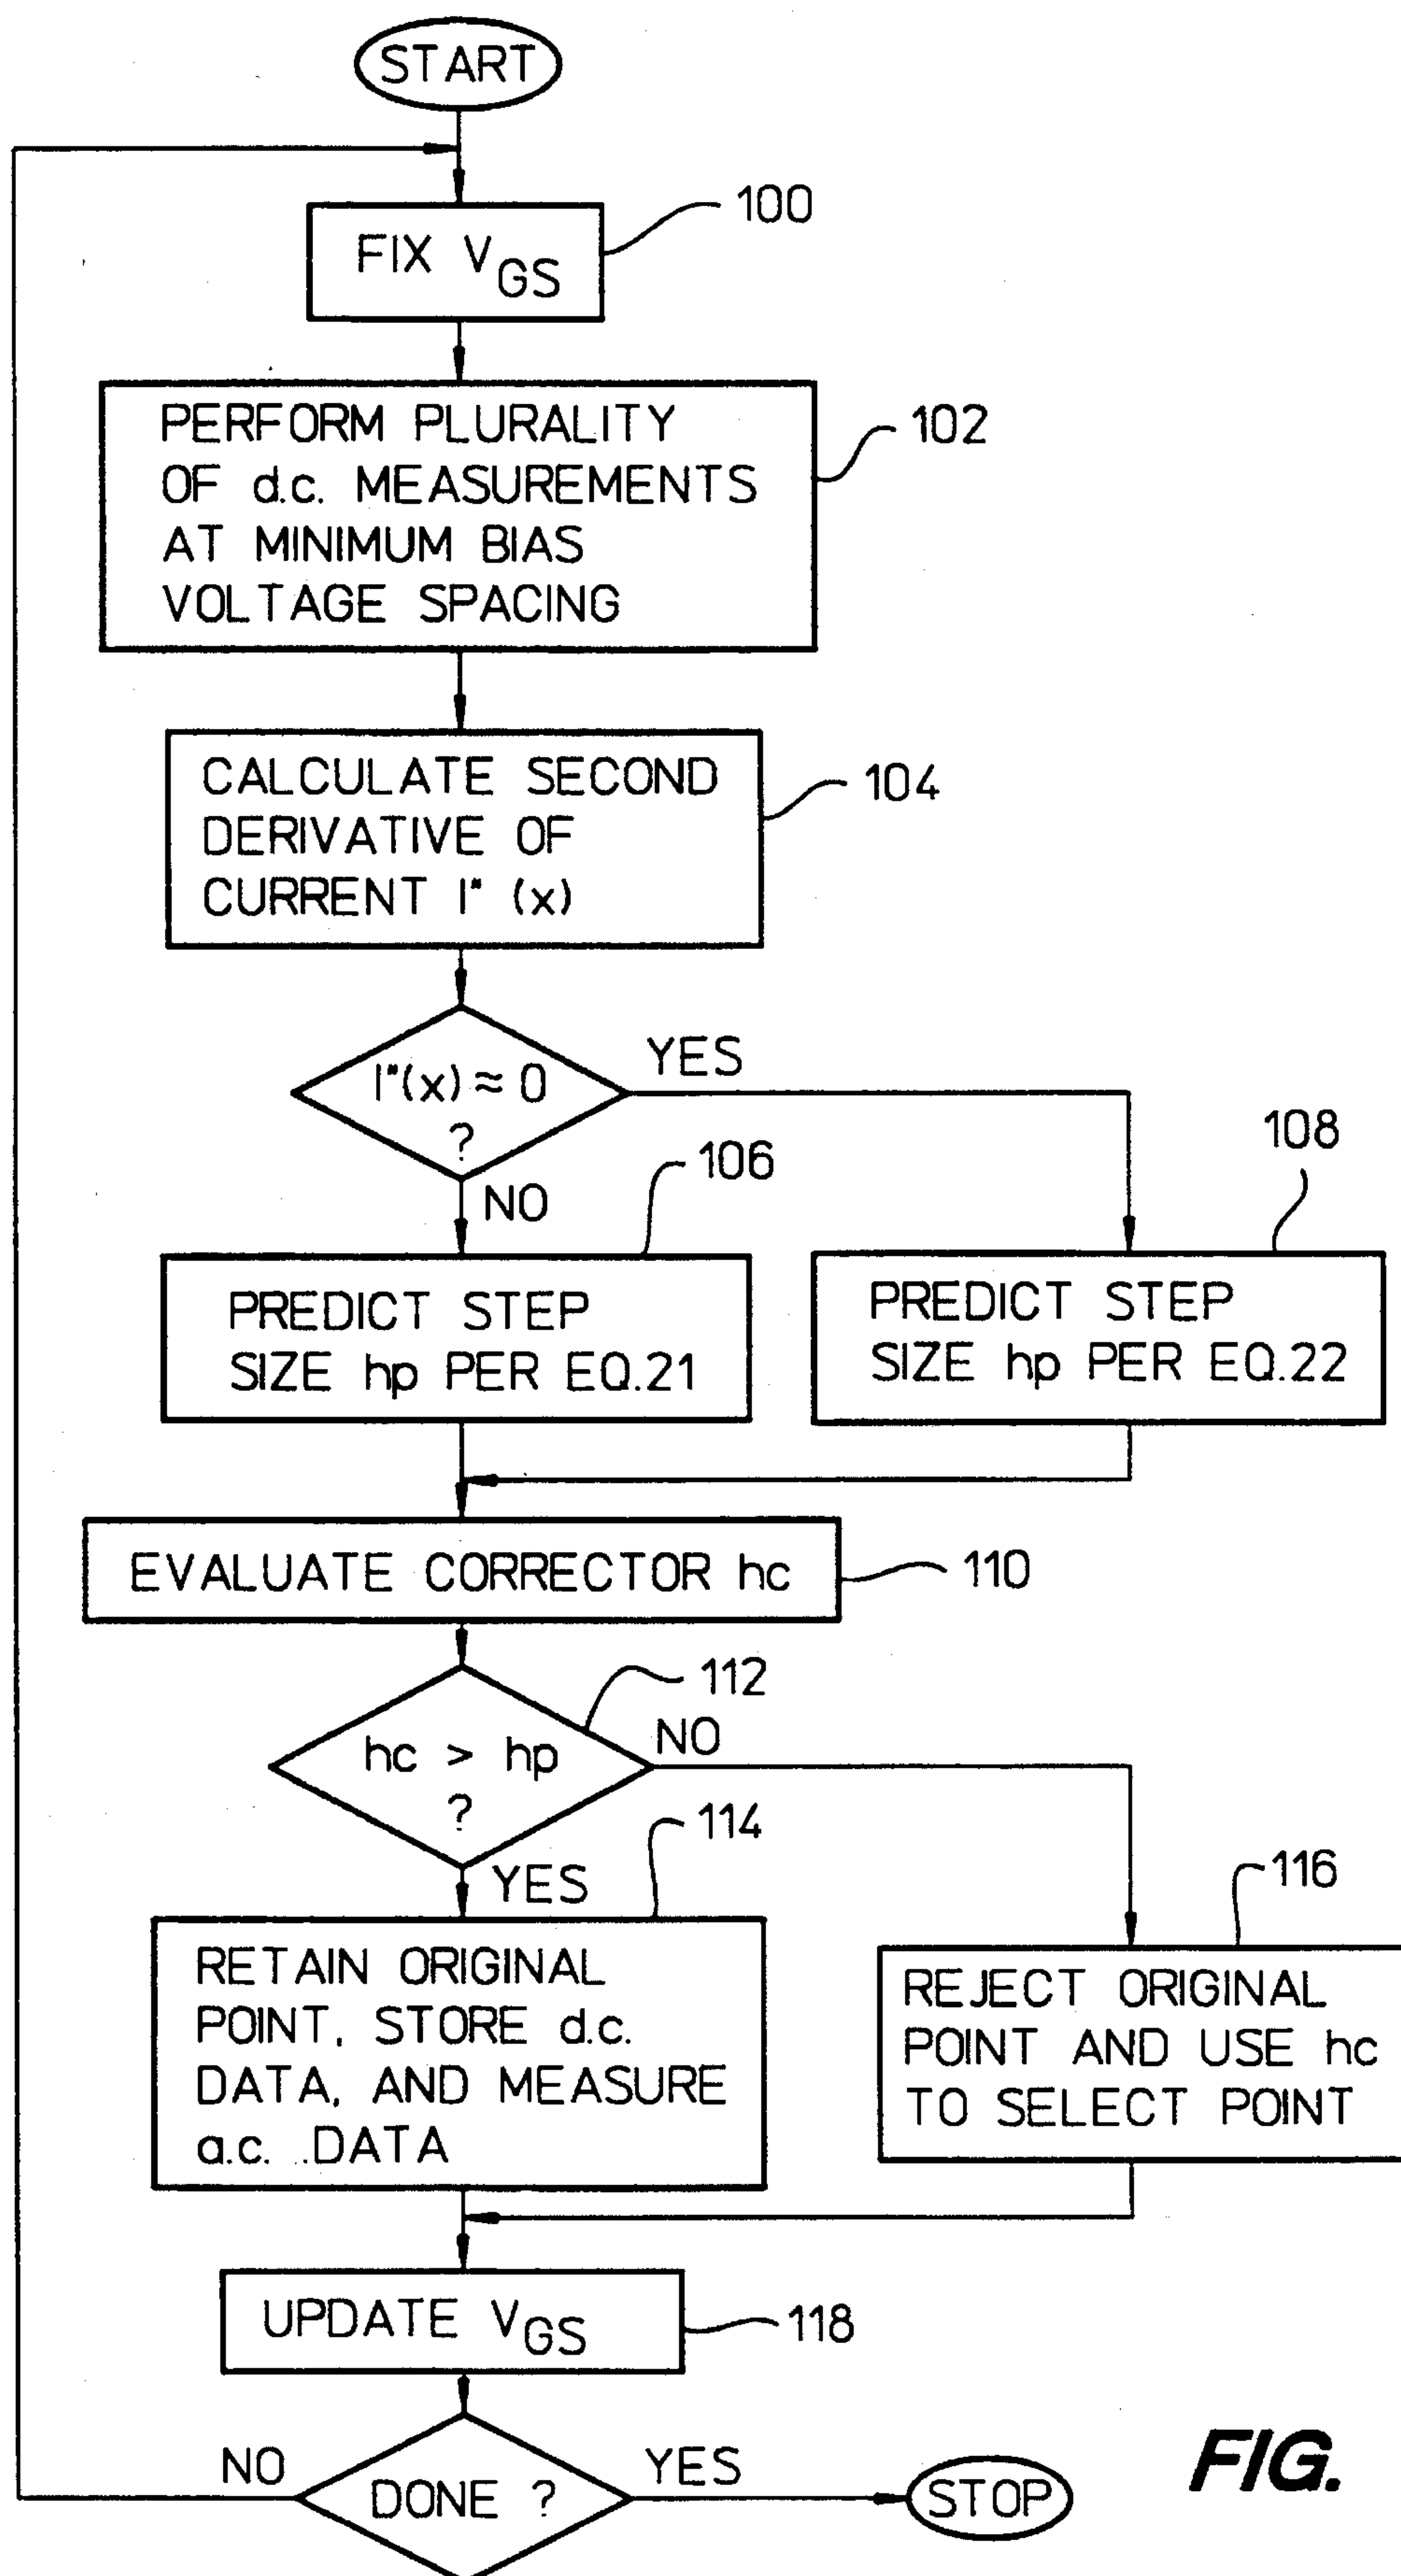 START
100
FIX VGS
PERFORM PLURALITY
OF d.c. MEASUREMENTS
AT MINIMUM BIAS
VOLTAGE SPACING
102
CALCULATE SECOND
DERIVATIVE OF
CURRENT I" (x)
104
I"(x) ≈ 0
?
YES
NO
106
108
PREDICT STEP
SIZE hp PER EQ.21
PREDICT STEP
SIZE hp PER EQ.22
EVALUATE CORRECTOR hc
110
112
hc > hp
?
NO
YES
114
116
RETAIN ORIGINAL
POINT, STORE d.c.
DATA, AND MEASURE
a.c. .DATA
REJECT ORIGINAL
POINT AND USE hc
TO SELECT POINT
UPDATE VGS
118
DONE ?
NO
YES
STOP
FIG.